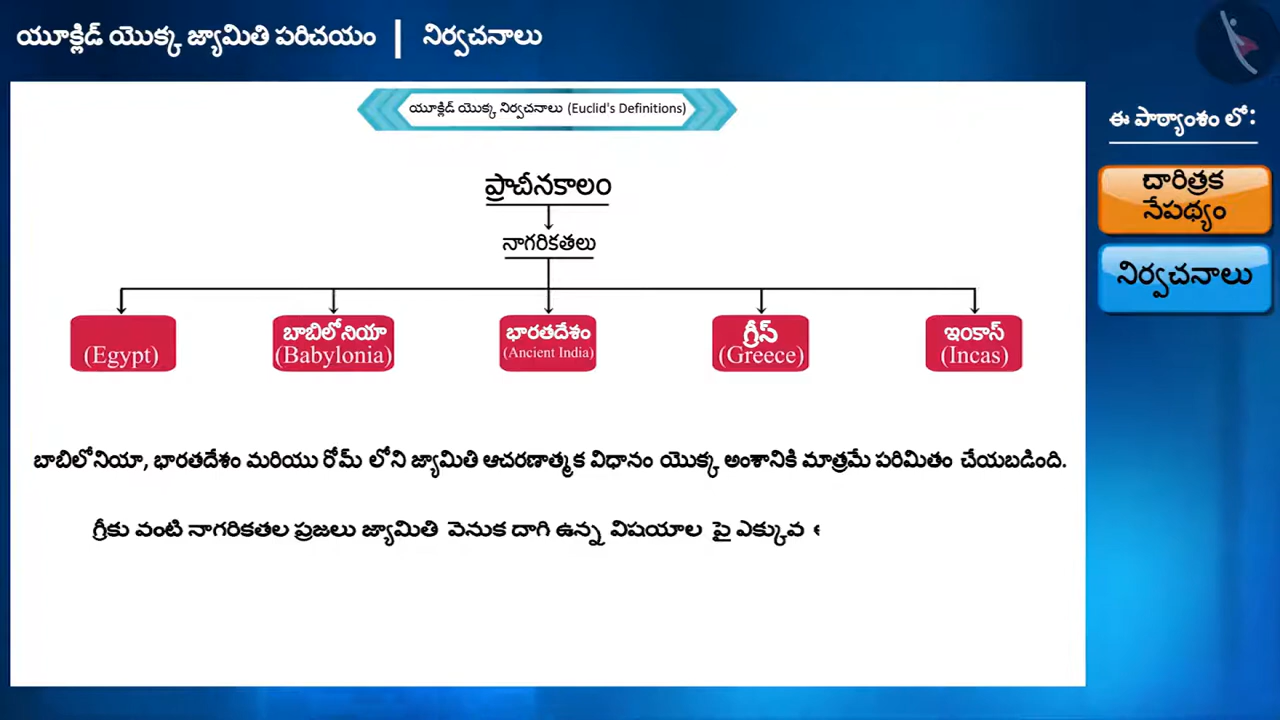 యూక్లిడ్ యొక్క జ్యామితి పరిచయం | నిర్వచనాలు
యూక్లిడ్ యొక్క నిర్వచనాలు (Euclid's Definitions)
ఈ పాఠ్యాంశం లో:
చారిత్రక
నేపథ్యం
నిర్వచనాలు
ప్రాచీనకాలం
నాగరికతలు
(Egypt)
బాబిలోనియా
(Babylonia)
భారతదేశం
(Ancient India)
గ్రీస్
(Greece)
ఇంకాస్
(Incas)
బాబిలోనియా, భారతదేశం మరియు రోమ్ లోని జ్యామితి ఆచరణాత్మక విధానం యొక్క అంశానికి మాత్రమే పరిమితం చేయబడింది.
గ్రీకు వంటి నాగరికతల ప్రజలు జ్యామితి వెనుక దాగి ఉన్న విషయాల పై ఎక్కువ